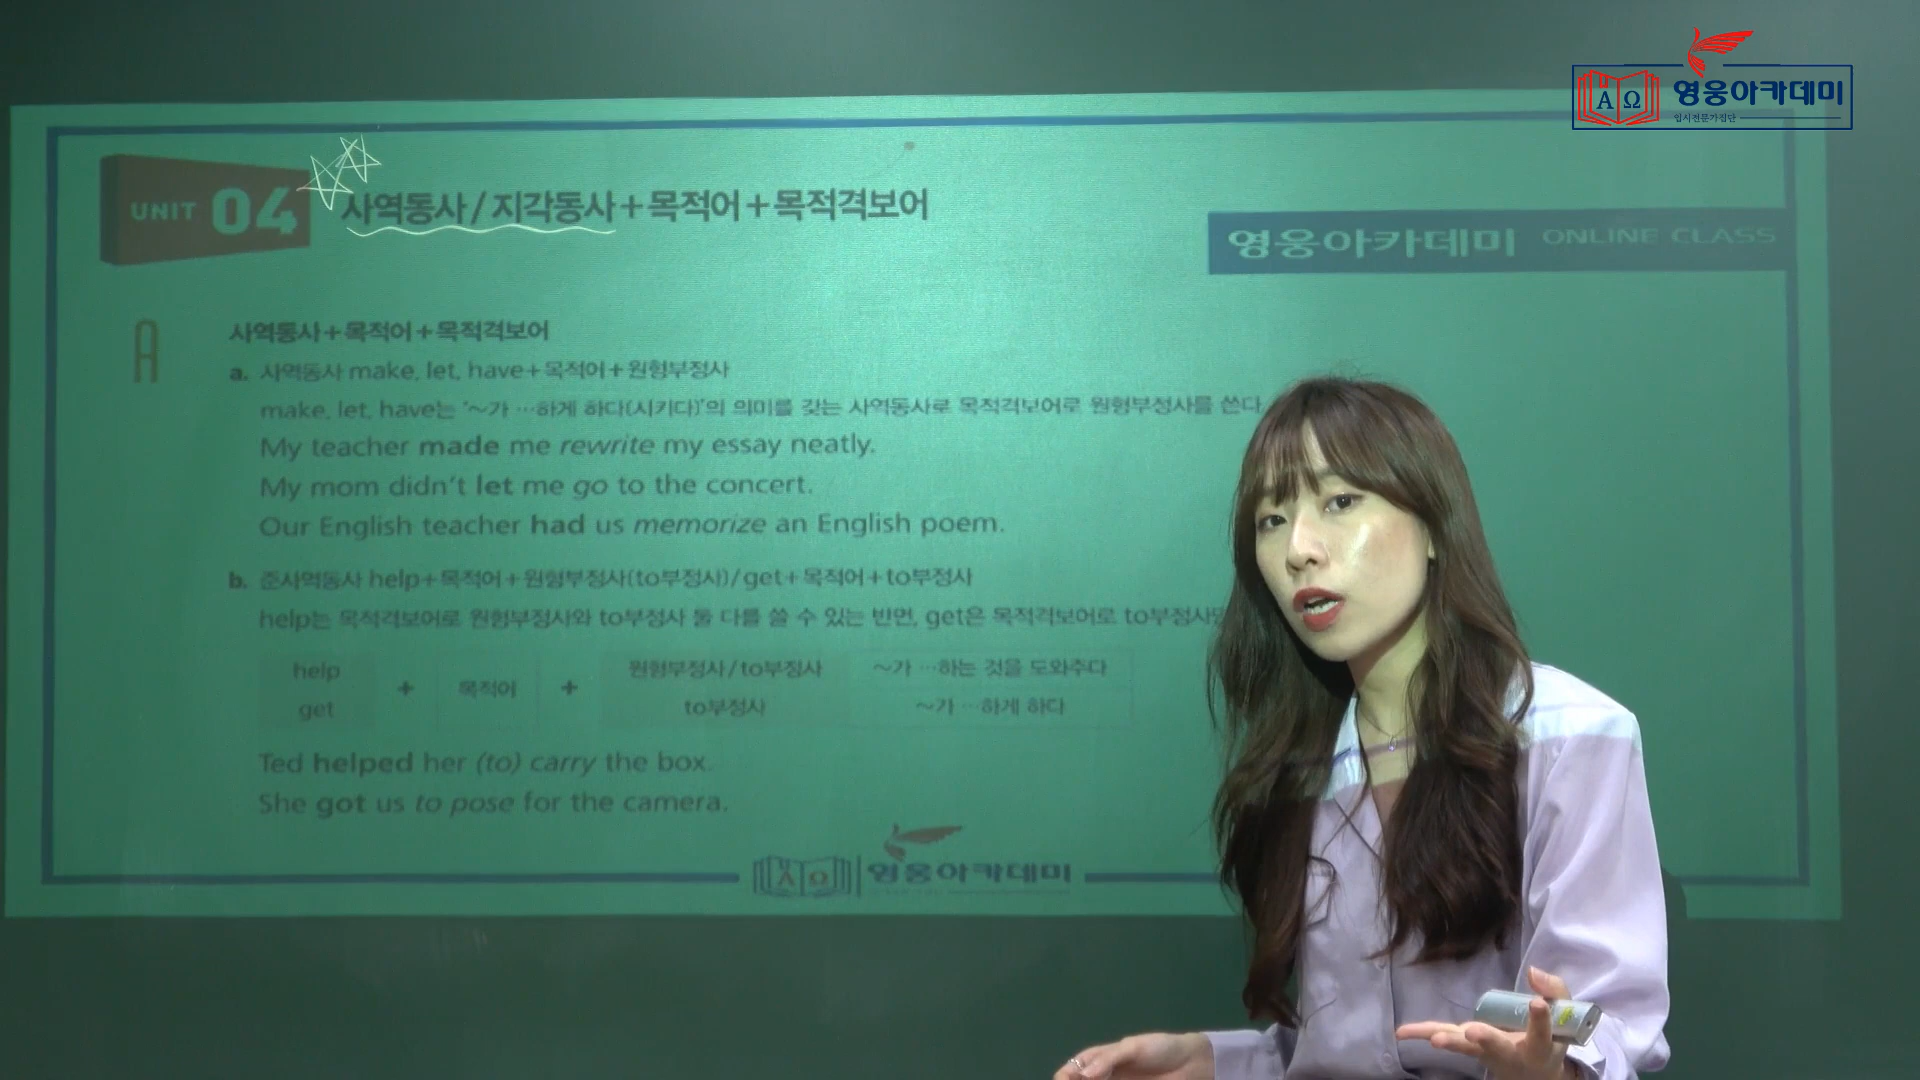 영웅아카데미
입시전문가집단
A Ω
UNIT 04
사역동사/지각동사+목적어+목적격보어
영웅아카데미 ONLINE CLASS
A
사역동사+목적어+목적격보어
a. 사역동사 make, let, have+목적어+원형부정사
make, let, have는 '~가 …하게 하다(시키다)'의 의미를 갖는 사역동사로 목적격보어로 원형부정사를 쓴다.
My teacher made me rewrite my essay neatly.
My mom didn't let me go to the concert.
Our English teacher had us memorize an English poem.
b. 준사역동사 help+목적어+원형부정사(to부정사)/get+목적어+to부정사
help는 목적격보어로 원형부정사와 to부정사 둘 다를 쓸 수 있는 반면, get은 목적격보어로 to부정사
help + 목적어 + 원형부정사/to부정사 ~가 …하는 것을 도와주다
get to부정사 ~가 …하게 하다
Ted helped her (to) carry the box.
She got us to pose for the camera.
A Ω 영웅아카데미